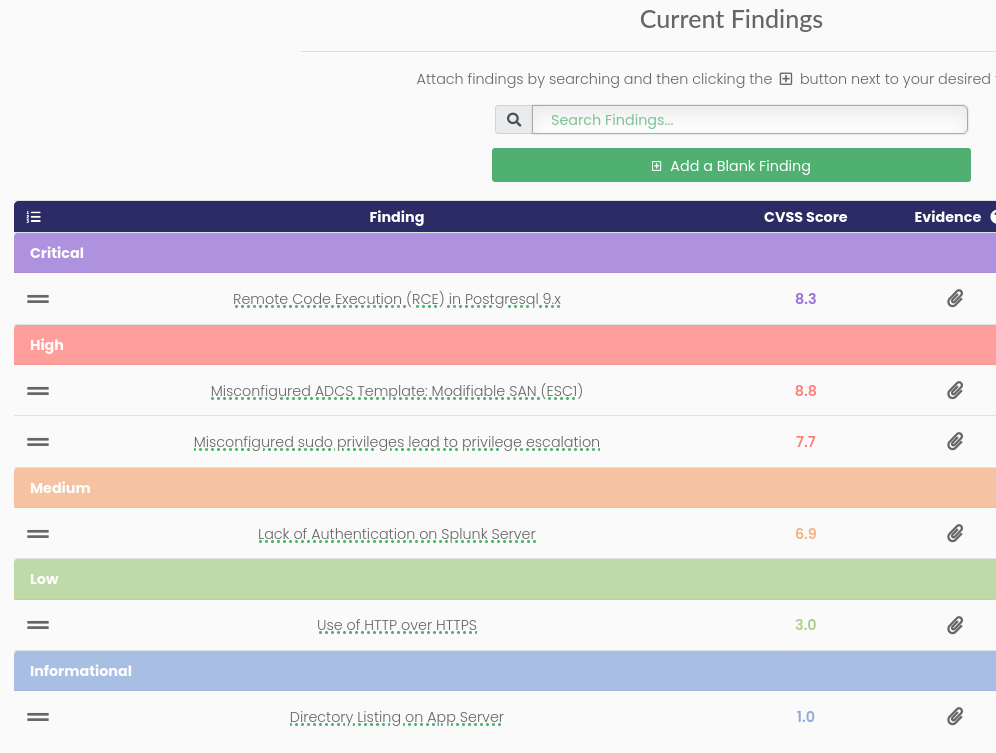 Current Findings
Attach findings by searching and then clicking the button next to your desired
Search Findings...
Add a Blank Finding
Finding CVSS Score Evidence
Critical
Remote Code Execution (RCE) in Postgresql 9.x 8.3
High
Misconfigured ADCS Template: Modifiable SAN (ESC1) 8.8
Misconfigured sudo privileges lead to privilege escalation 7.7
Medium
Lack of Authentication on Splunk Server 6.9
Low
Use of HTTP over HTTPS 3.0
Informational
Directory Listing on App Server 1.0